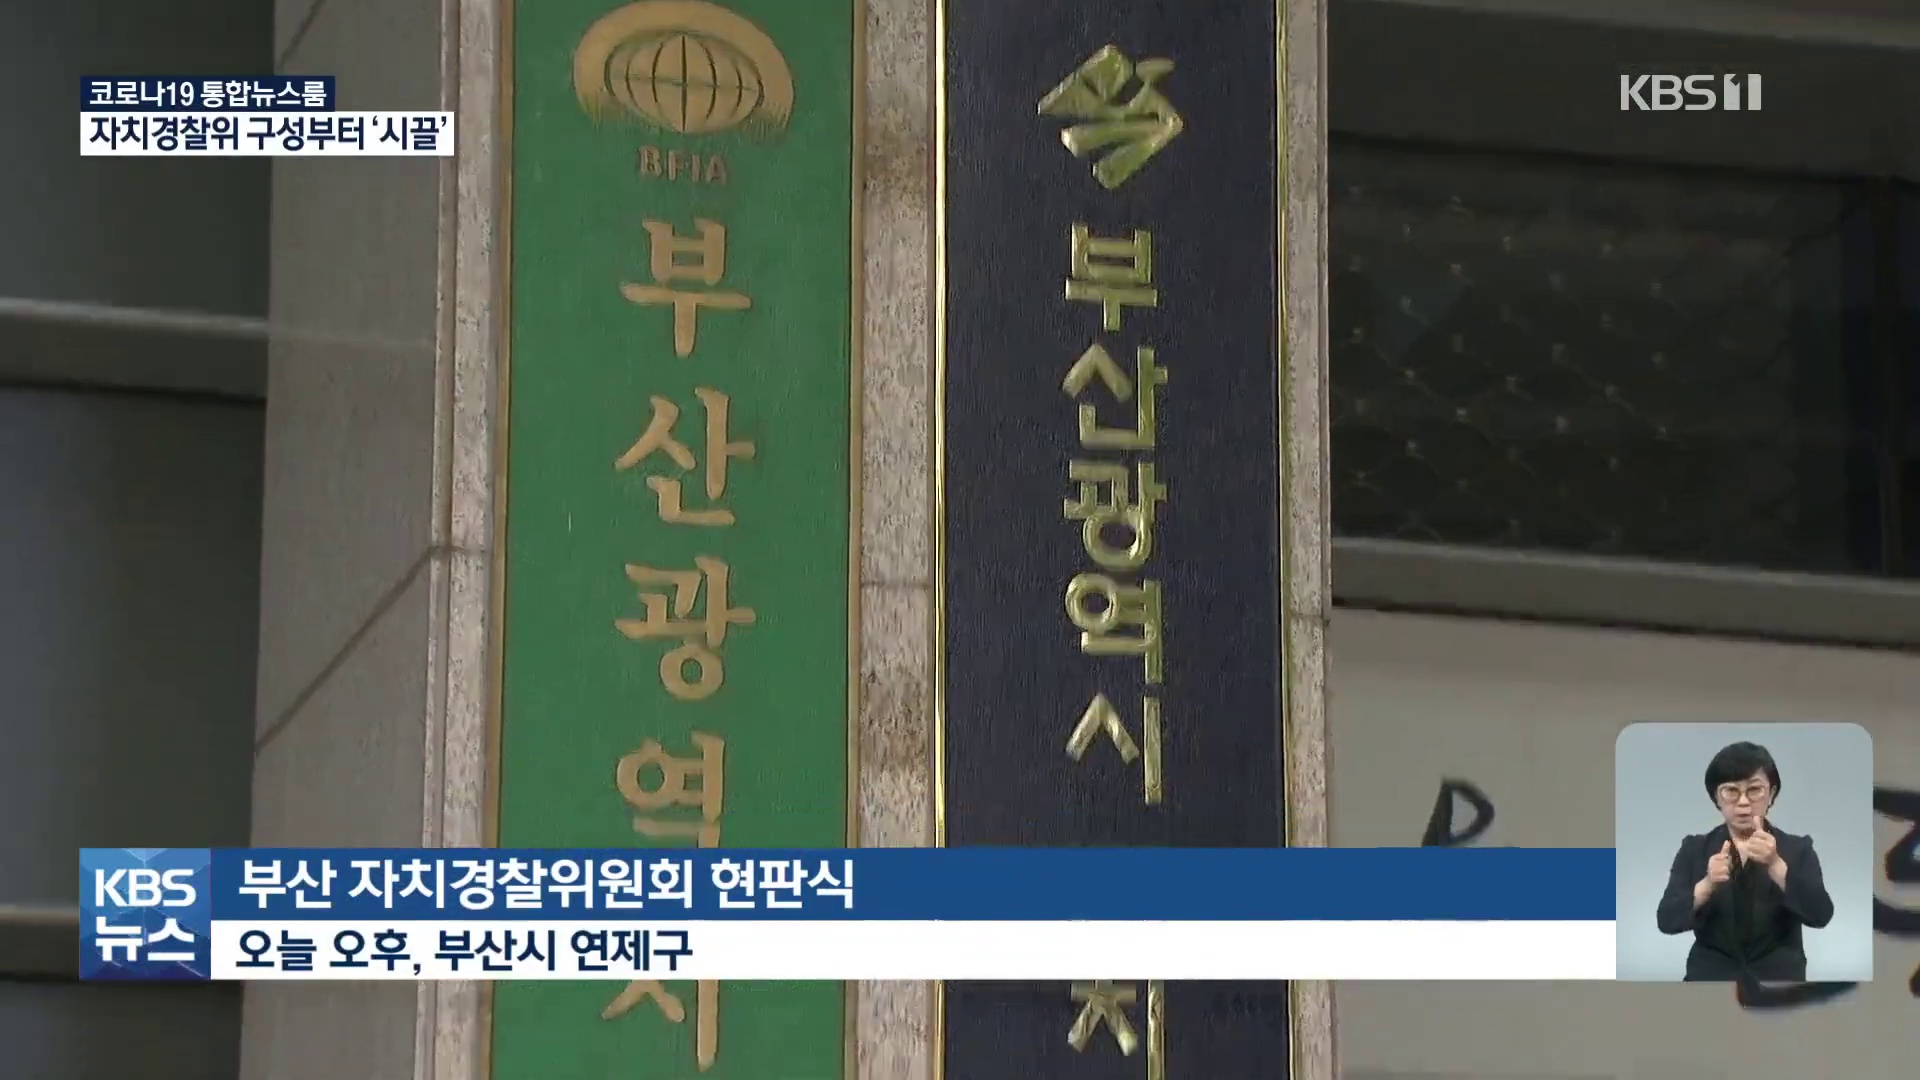 코로나19 통합뉴스룸
자치경찰위 구성부터 ‘시끌’
KBS 1
BFIA
부산광역시
부산광역시
KBS
뉴스
부산 자치경찰위원회 현판식
오늘 오후, 부산시 연제구